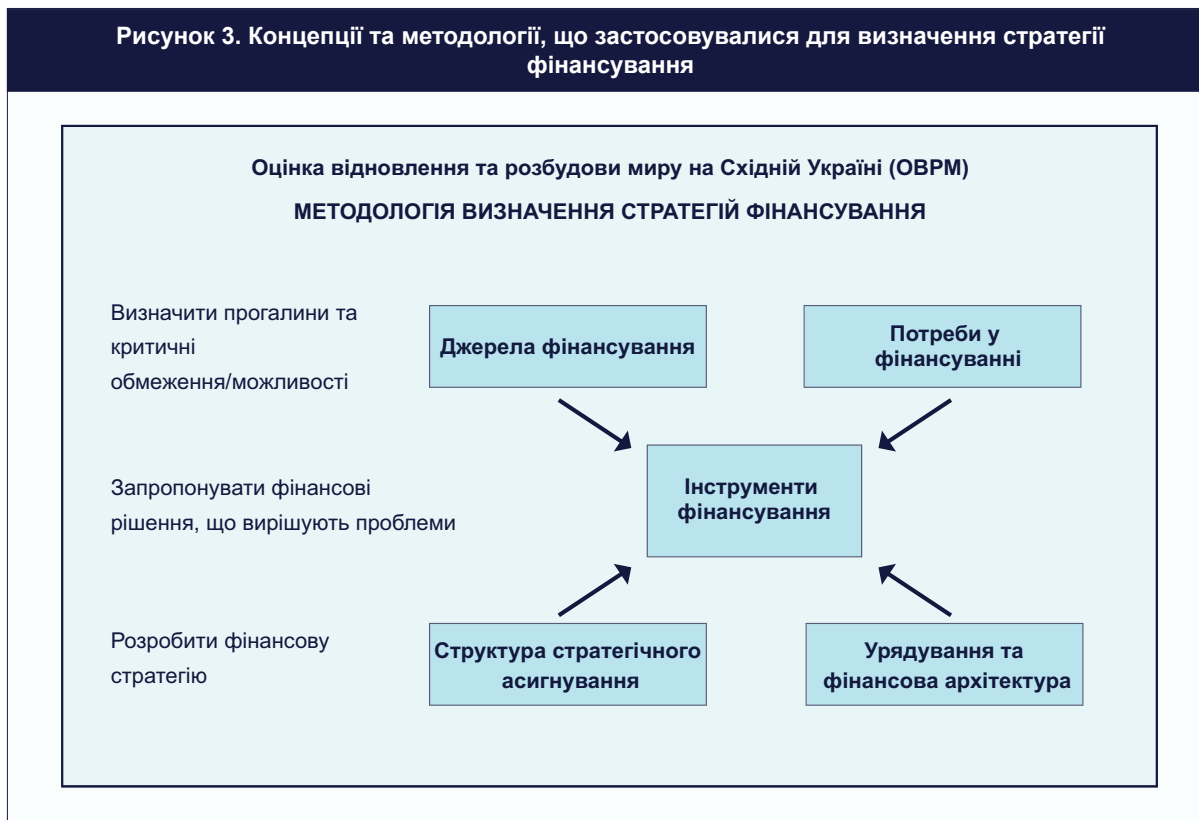 Рисунок 3. Концепції та методології, що застосовувалися для визначення стратегії
фінансування
Оцінка відновлення та розбудови миру на Східній Україні (ОВРМ)
МЕТОДОЛОГІЯ ВИЗНАЧЕННЯ СТРАТЕГІЙ ФІНАНСУВАННЯ
Визначити прогалини та
критичні
обмеження/можливості
Джерела фінансування
Потреби у
фінансуванні
Запропонувати фінансові
рішення, що вирішують проблеми
Інструменти
фінансування
Розробити фінансову
стратегію
Структура стратегічного
асигнування
Урядування та
фінансова архітектура